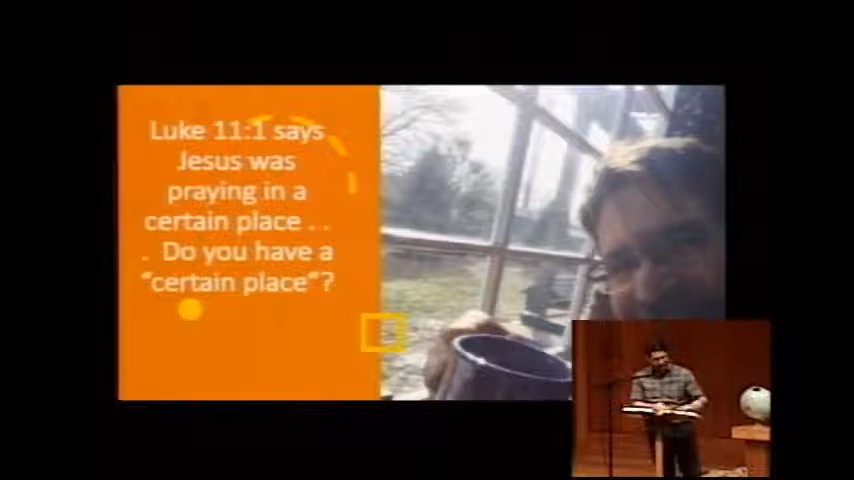 Luke 11:1 says
Jesus was
praying in a
certain place . .
. Do you have a
“certain place”?